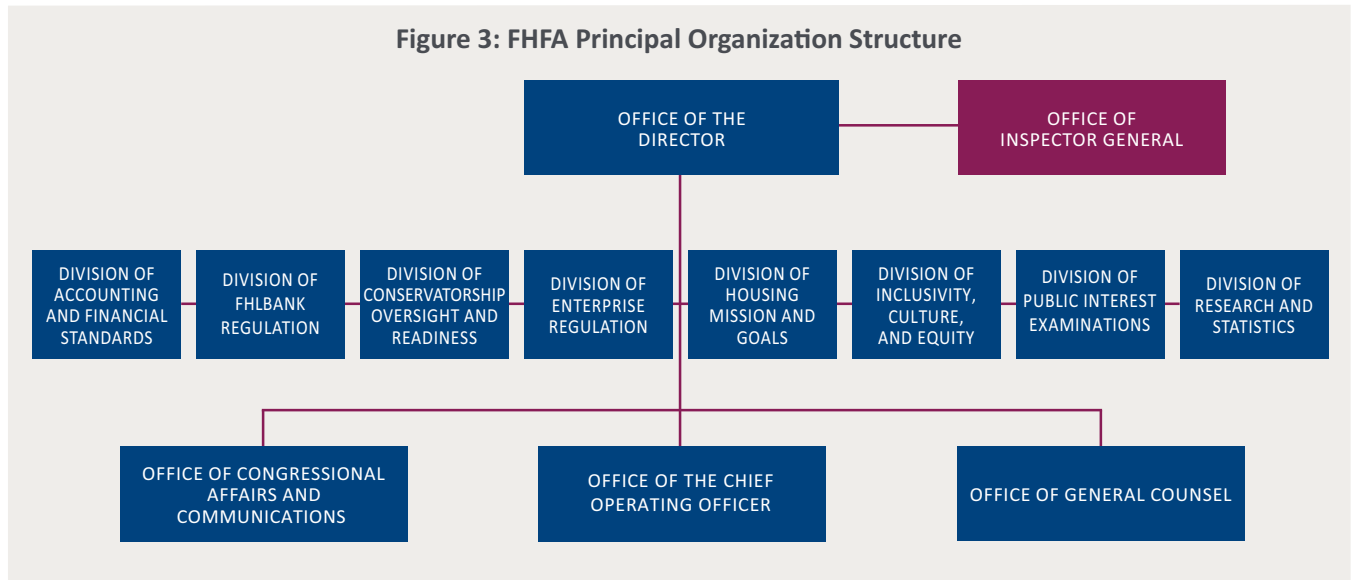 Figure 3: FHFA Principal Organization Structure
OFFICE OF THE
DIRECTOR
OFFICE OF
INSPECTOR GENERAL
DIVISION OF
ACCOUNTING
AND FINANCIAL
STANDARDS
DIVISION OF
FHLBANK
REGULATION
DIVISION OF
CONSERVATORSHIP
OVERSIGHT AND
READINESS
DIVISION OF
ENTERPRISE
REGULATION
DIVISION OF
HOUSING
MISSION AND
GOALS
DIVISION OF
INCLUSIVITY,
CULTURE,
AND EQUITY
DIVISION OF
PUBLIC INTEREST
EXAMINATIONS
DIVISION OF
RESEARCH AND
STATISTICS
OFFICE OF CONGRESSIONAL
AFFAIRS AND
COMMUNICATIONS
OFFICE OF THE CHIEF
OPERATING OFFICER
OFFICE OF GENERAL COUNSEL